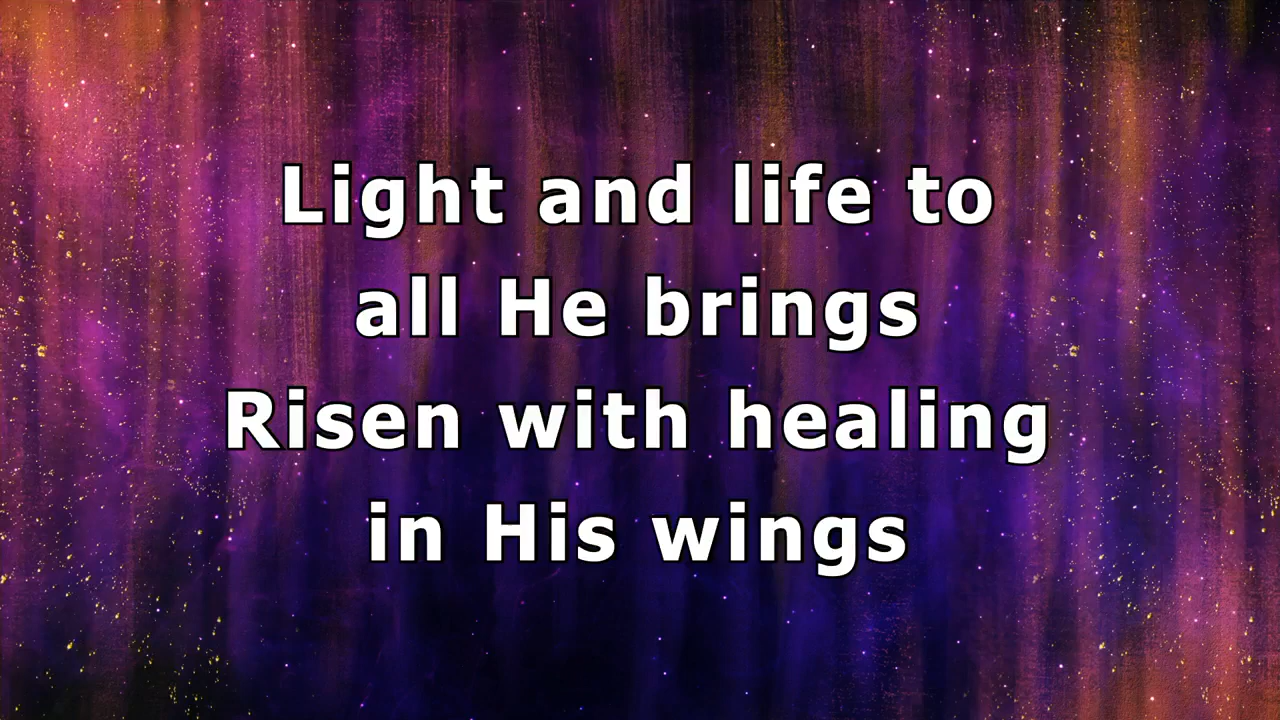 Light and life to
all He brings
Risen with healing
in His wings